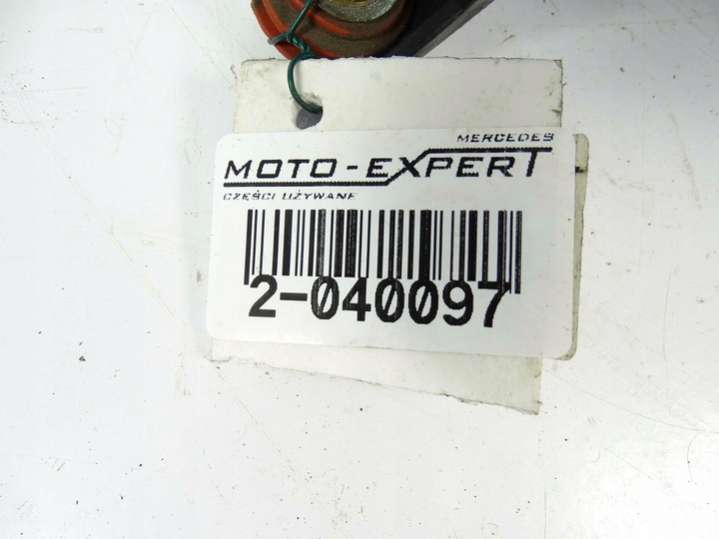 MERCEDES
MOTO-EXPERT
CZĘŚCI UŻYWANE
2-040097